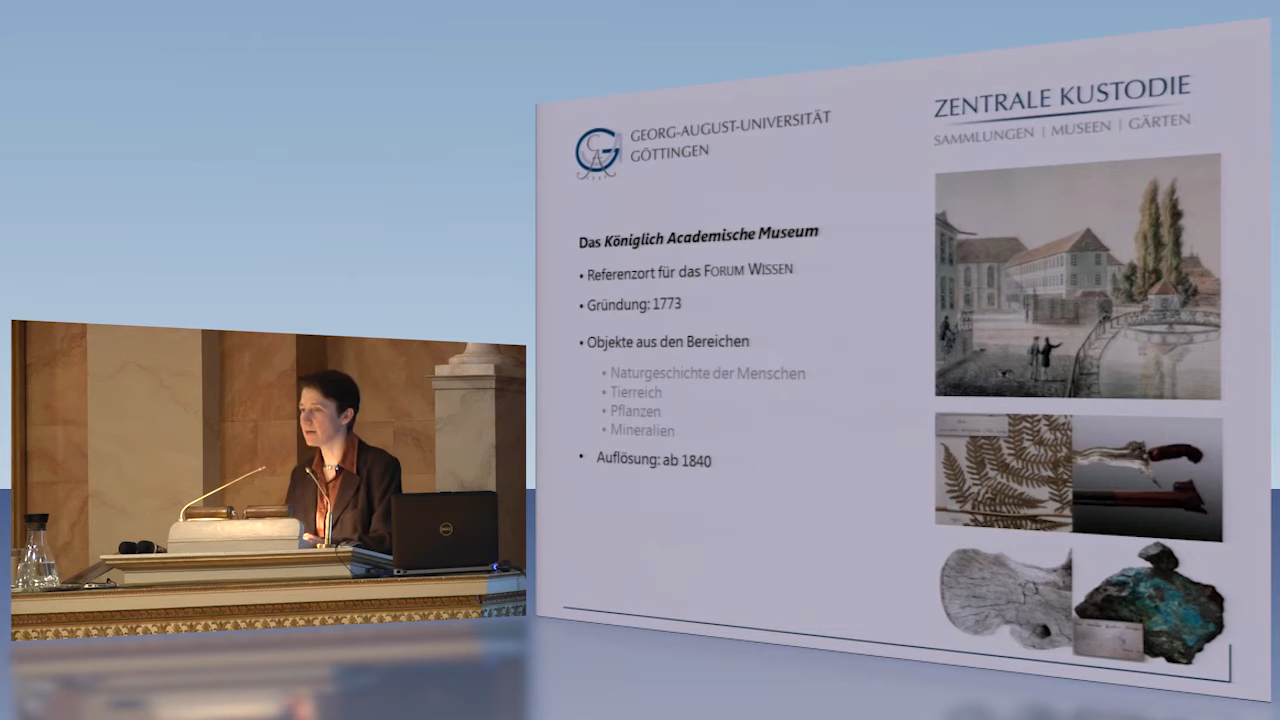 GEORG-AUGUST-UNIVERSITÄT
GÖTTINGEN
ZENTRALE KUSTODIE
SAMMLUNGEN | MUSEEN | GÄRTEN
Das Königlich Academische Museum
• Referenzort für das FORUM WISSEN
• Gründung: 1773
• Objekte aus den Bereichen
• Naturgeschichte der Menschen
• Tierreich
• Pflanzen
• Mineralien
• Auflösung: ab 1840
DELL